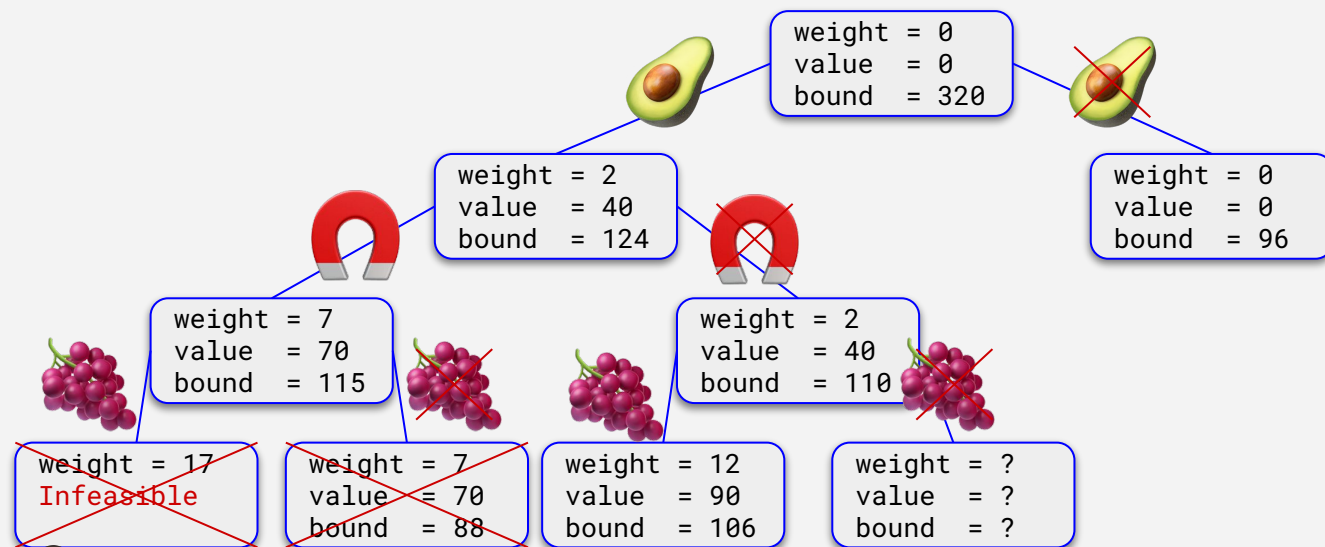 weight = 0
value = 0
bound = 320
weight = 2
value = 40
bound = 124
weight = 0
value = 0
bound = 96
weight = 7
value = 70
bound = 115
weight = 2
value = 40
bound = 110
weight = 17
Infeasible
weight = 7
value = 70
bound = 88
weight = 12
value = 90
bound = 106
weight = ?
value = ?
bound = ?